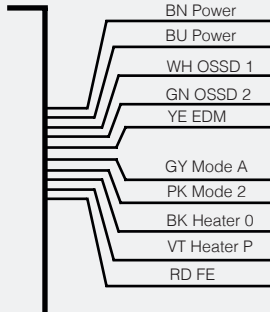 BN Power
BU Power
WH OSSD 1
GN OSSD 2
YE EDM
GY Mode A
PK Mode 2
BK Heater 0
VT Heater P
RD FE